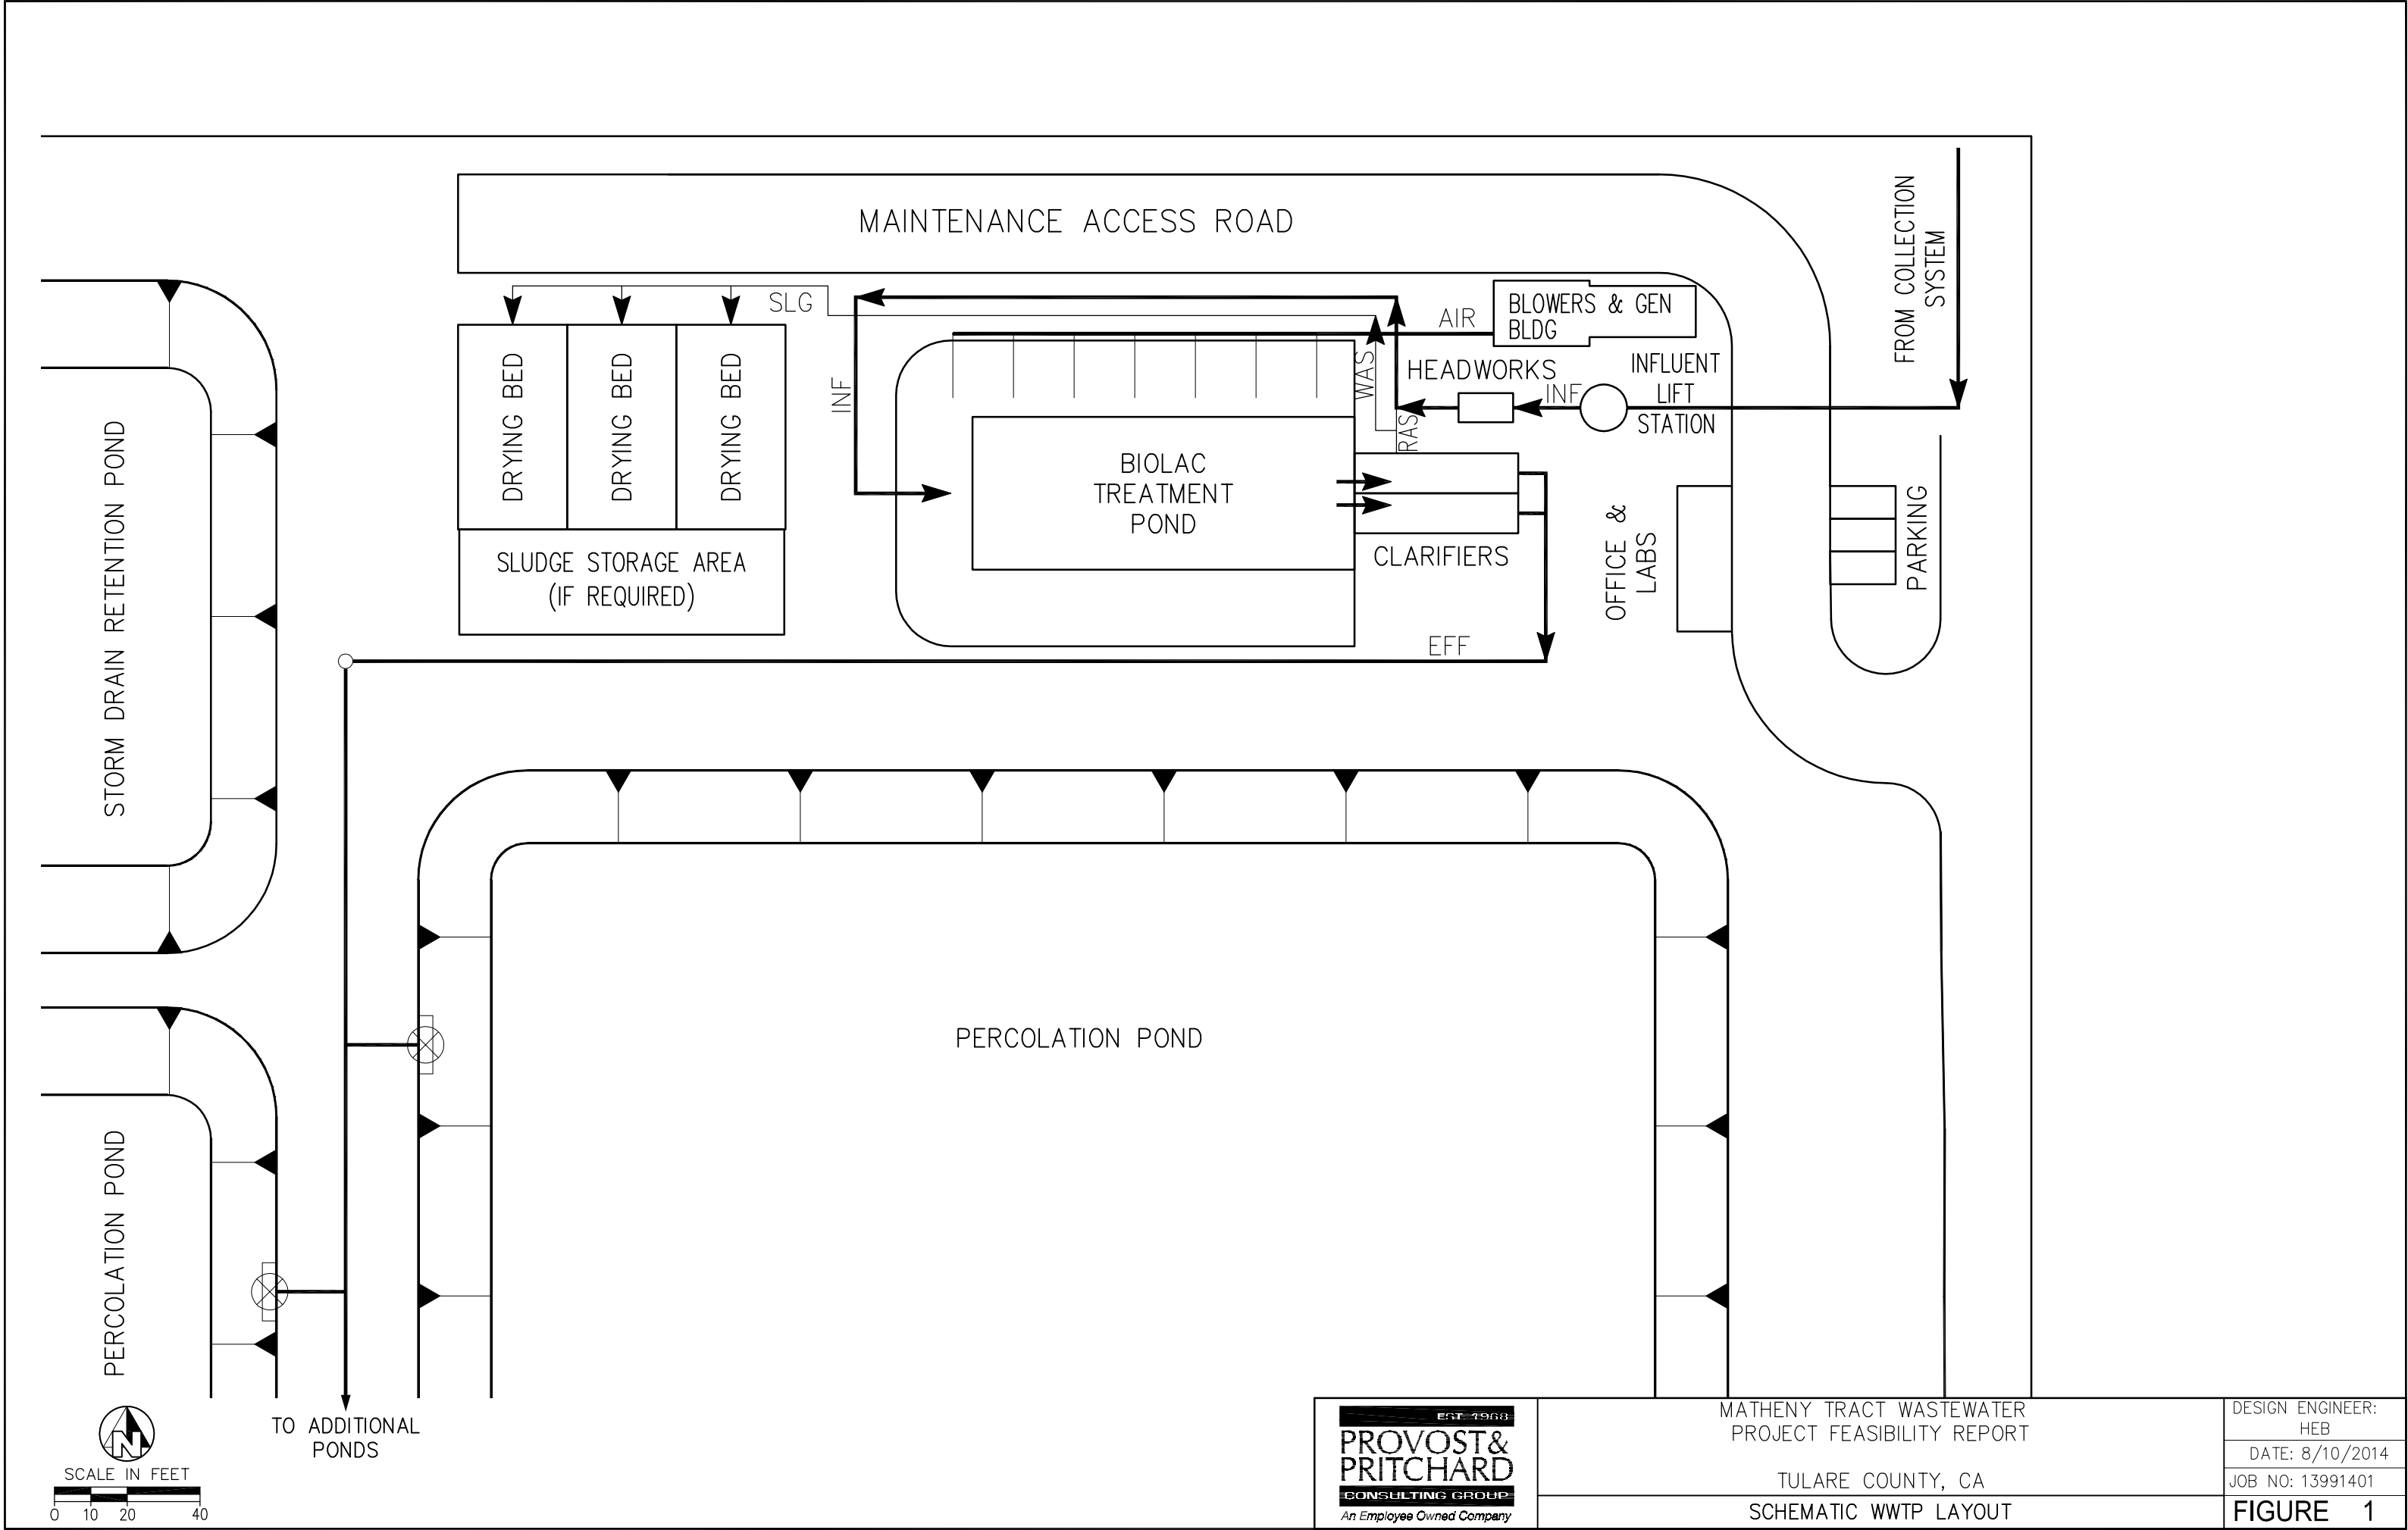 MAINTENANCE ACCESS ROAD
FROM COLLECTION
SYSTEM
SLG
AIR
BLOWERS & GEN
BLDG
INF
WAS
HEADWORKS
INF
INFLUENT
LIFT
STATION
RAS
DRYING BED
DRYING BED
DRYING BED
BIOLAC
TREATMENT
POND
CLARIFIERS
OFFICE &
LABS
PARKING
SLUDGE STORAGE AREA
(IF REQUIRED)
EFF
STORM DRAIN RETENTION POND
PERCOLATION POND
PERCOLATION POND
TO ADDITIONAL
PONDS
N
SCALE IN FEET
0 10 20 40
EST 1968
PROVOST&
PRITCHARD
CONSULTING GROUP
An Employee Owned Company
MATHENY TRACT WASTEWATER
PROJECT FEASIBILITY REPORT
TULARE COUNTY, CA
SCHEMATIC WWTP LAYOUT
DESIGN ENGINEER:
HEB
DATE: 8/10/2014
JOB NO: 13991401
FIGURE 1